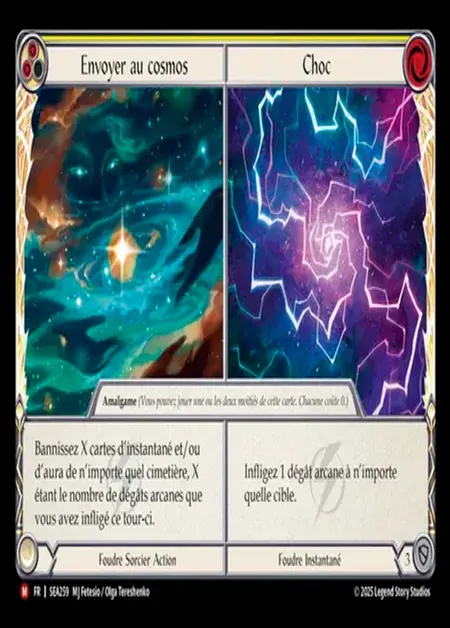 Envoyer au cosmos
Choc
Amalgame (Vous pouvez jouer une ou les deux moitiés de cette carte. Chacune coûte 0.)
Bannissez X cartes d'instantané et/ou
d'aura de n'importe quel cimetière, X
étant le nombre de dégâts arcanes que
vous avez infligé ce tour-ci.
Infligez 1 dégât arcane à n'importe
quelle cible.
Foudre Sorcier Action
Foudre Instantané
3
M FR | SEA259 MJ Fetesio / Olga Tereshenko
© 2025 Legend Story Studios